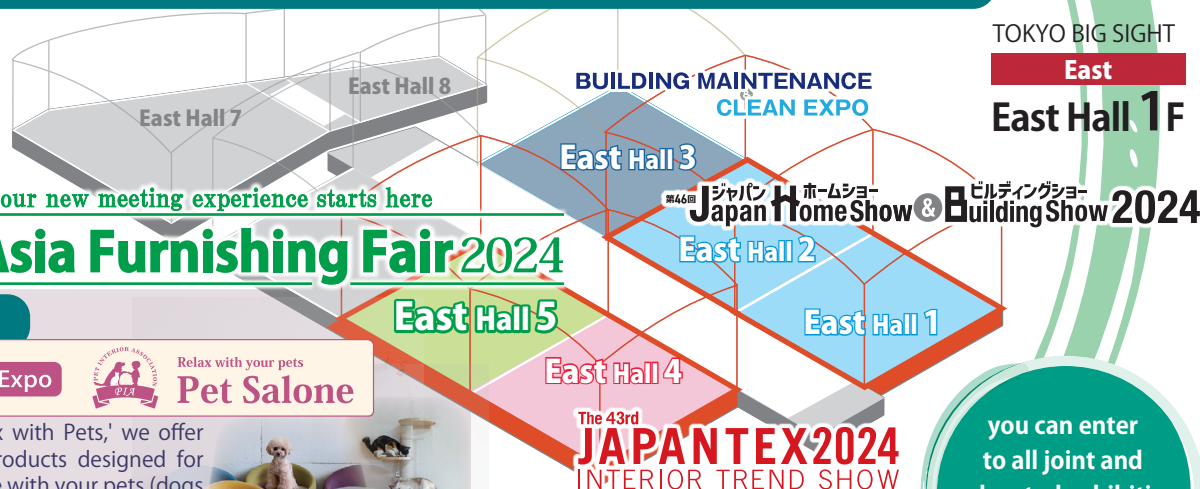 TOKYO BIG SIGHT
East
East Hall 1F
East Hall 8
East Hall 7
BUILDING MAINTENANCE
CLEAN EXPO
East Hall 3
第46回 ジャパン ホームショー ビルディングショー
Japan Home Show & Building Show 2024
East Hall 2
East Hall 1
our new meeting experience starts here
Asia Furnishing Fair 2024
East Hall 5
East Hall 4
The 43rd
JAPANTEX2024
INTERIOR TREND SHOW
Expo
PET INTERIOR ASSOCIATION
PIA
Relax with your pets
Pet Salone
with Pets,' we offer
products designed for
with your pets (dogs
you can enter
to all joint and